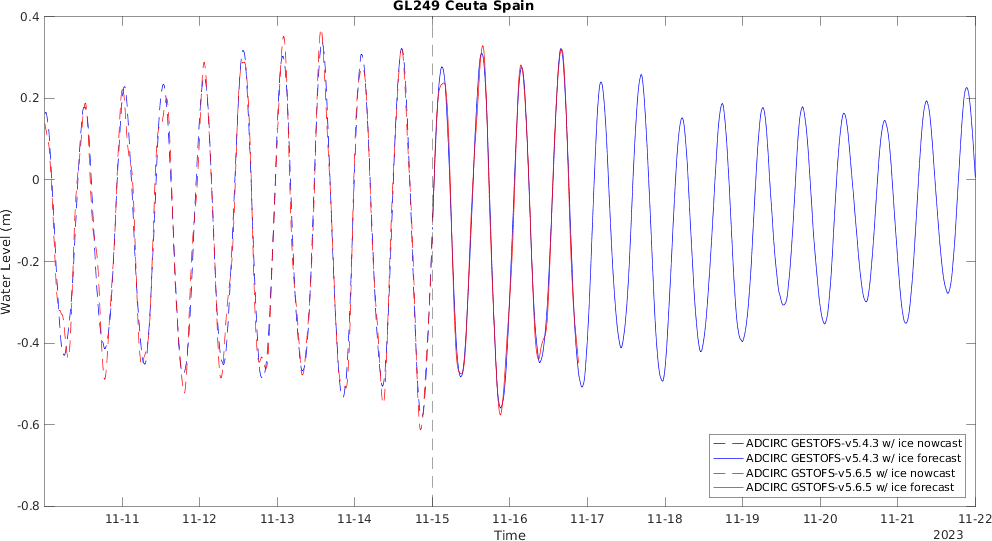 GL249 Ceuta Spain
0.4
0.2
0
-0.2
-0.4
-0.6
-0.8
Water Level (m)
ADCIRC GESTOFS-v5.4.3 w/ ice nowcast
ADCIRC GESTOFS-v5.4.3 w/ ice forecast
ADCIRC GSTOFS-v5.6.5 w/ ice nowcast
ADCIRC GSTOFS-v5.6.5 w/ ice forecast
11-11 11-12 11-13 11-14 11-15 11-16 11-17 11-18 11-19 11-20 11-21 11-22
Time
2023